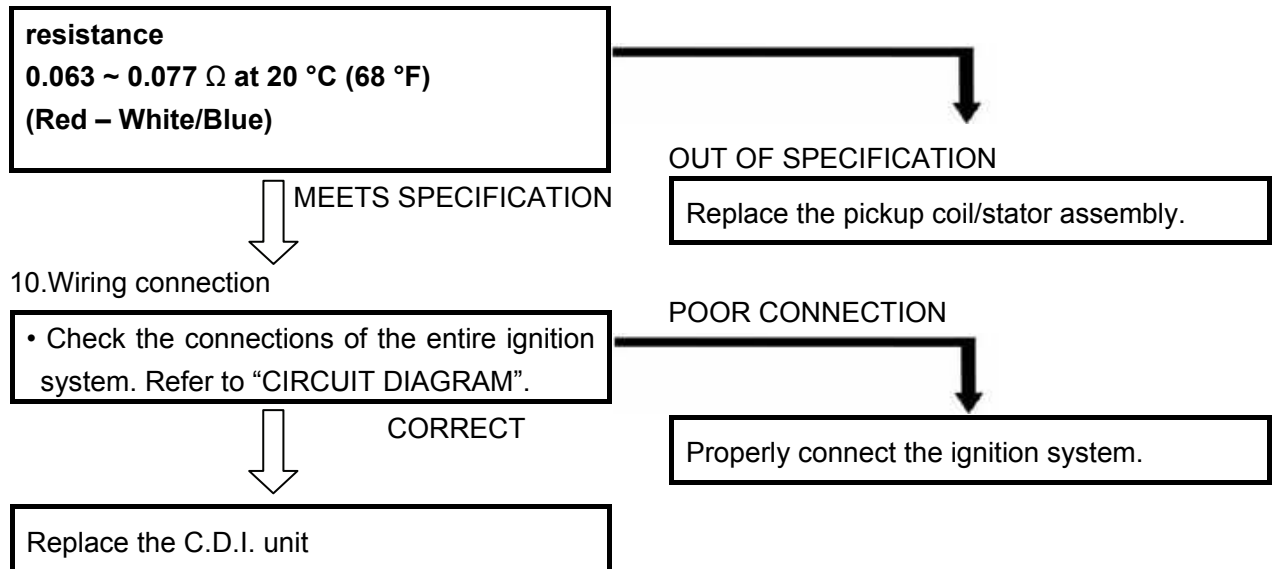 resistance
0.063 ~ 0.077 Ω at 20 °C (68 °F)
(Red – White/Blue)
OUT OF SPECIFICATION
MEETS SPECIFICATION
Replace the pickup coil/stator assembly.
10.Wiring connection
POOR CONNECTION
• Check the connections of the entire ignition
system. Refer to “CIRCUIT DIAGRAM”.
CORRECT
Properly connect the ignition system.
Replace the C.D.I. unit